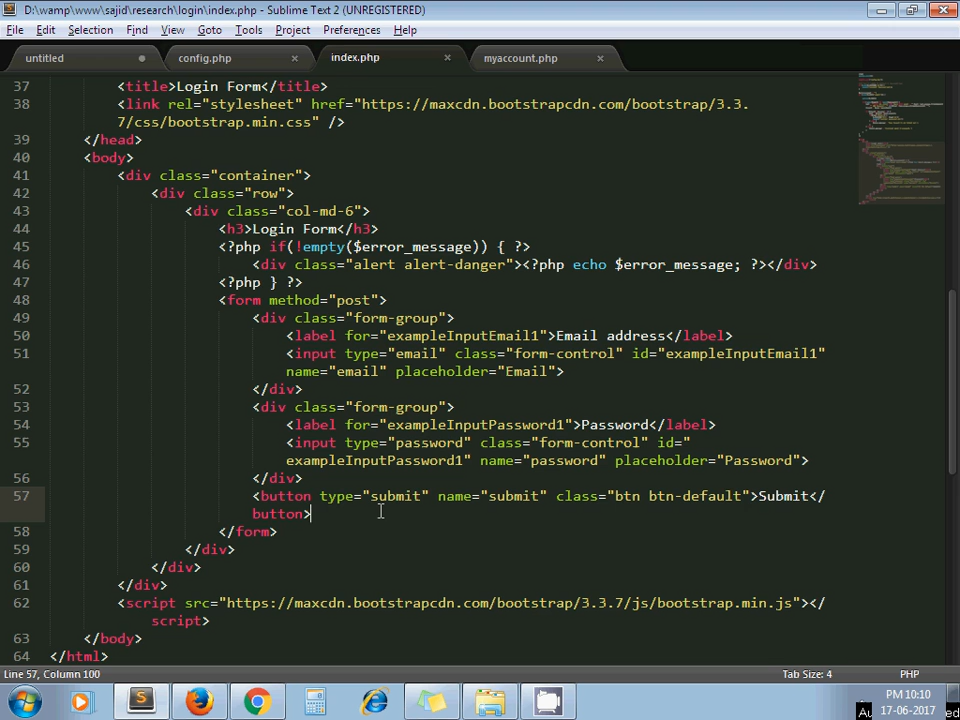 D:\wamp\www\sajid\research\login\index.php - Sublime Text 2 (UNREGISTERED)
File Edit Selection Find View Goto Tools Project Preferences Help
untitled config.php index.php myaccount.php
37 <title>Login Form</title>
38 <link rel="stylesheet" href="https://maxcdn.bootstrapcdn.com/bootstrap/3.3.
7/css/bootstrap.min.css" />
39 </head>
40 <body>
41 <div class="container">
42 <div class="row">
43 <div class="col-md-6">
44 <h3>Login Form</h3>
45 <?php if(!empty($error_message)) { ?>
46 <div class="alert alert-danger"><?php echo $error_message; ?></div>
47 <?php } ?>
48 <form method="post">
49 <div class="form-group">
50 <label for="exampleInputEmail1">Email address</label>
51 <input type="email" class="form-control" id="exampleInputEmail1"
name="email" placeholder="Email">
52 </div>
53 <div class="form-group">
54 <label for="exampleInputPassword1">Password</label>
55 <input type="password" class="form-control" id="
exampleInputPassword1" name="password" placeholder="Password">
56 </div>
57 <button type="submit" name="submit" class="btn btn-default">Submit</
button>
58 </form>
59 </div>
60 </div>
61 </div>
62 <script src="https://maxcdn.bootstrapcdn.com/bootstrap/3.3.7/js/bootstrap.min.js"></
script>
63 </body>
64 </html>
Line 57, Column 100 Tab Size: 4 PHP
PM 10:10
17-06-2017